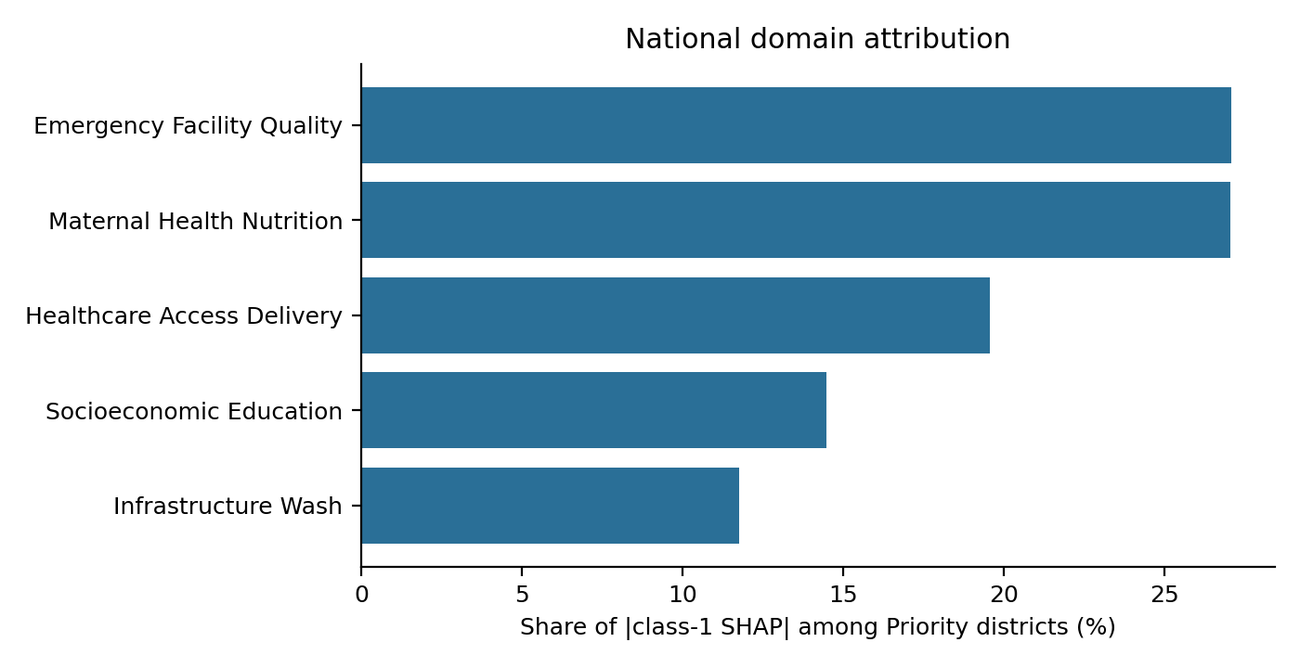 National domain attribution
Emergency Facility Quality
Maternal Health Nutrition
Healthcare Access Delivery
Socioeconomic Education
Infrastructure Wash
0 5 10 15 20 25
Share of |class-1 SHAP| among Priority districts (%)